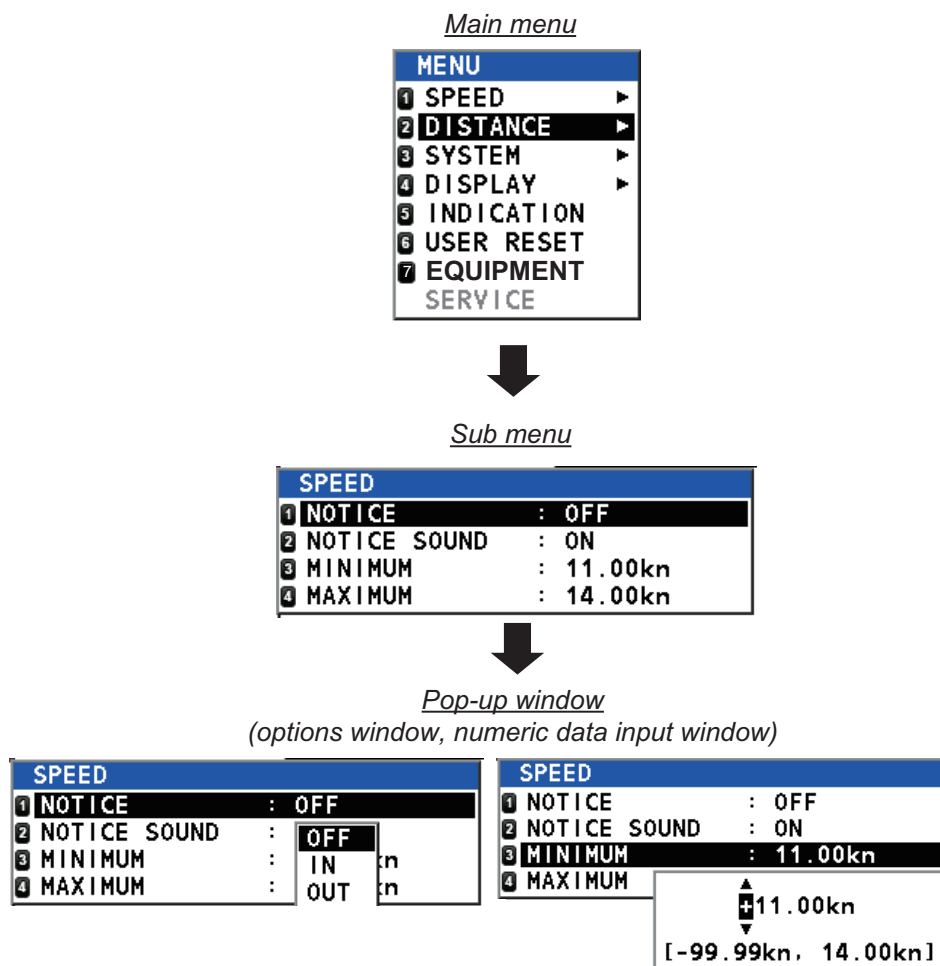 Main menu
MENU
1 SPEED ►
2 DISTANCE ►
3 SYSTEM ►
4 DISPLAY ►
5 INDICATION
6 USER RESET
7 EQUIPMENT
SERVICE
Sub menu
SPEED
1 NOTICE : OFF
2 NOTICE SOUND : ON
3 MINIMUM : 11.00kn
4 MAXIMUM : 14.00kn
Pop-up window
(options window, numeric data input window)
SPEED
1 NOTICE : OFF
2 NOTICE SOUND :
3 MINIMUM : kn
4 MAXIMUM : kn
OFF
IN
OUT
SPEED
1 NOTICE : OFF
2 NOTICE SOUND : ON
3 MINIMUM : 11.00kn
4 MAXIMUM
▲
+11.00kn
▼
[-99.99kn, 14.00kn]